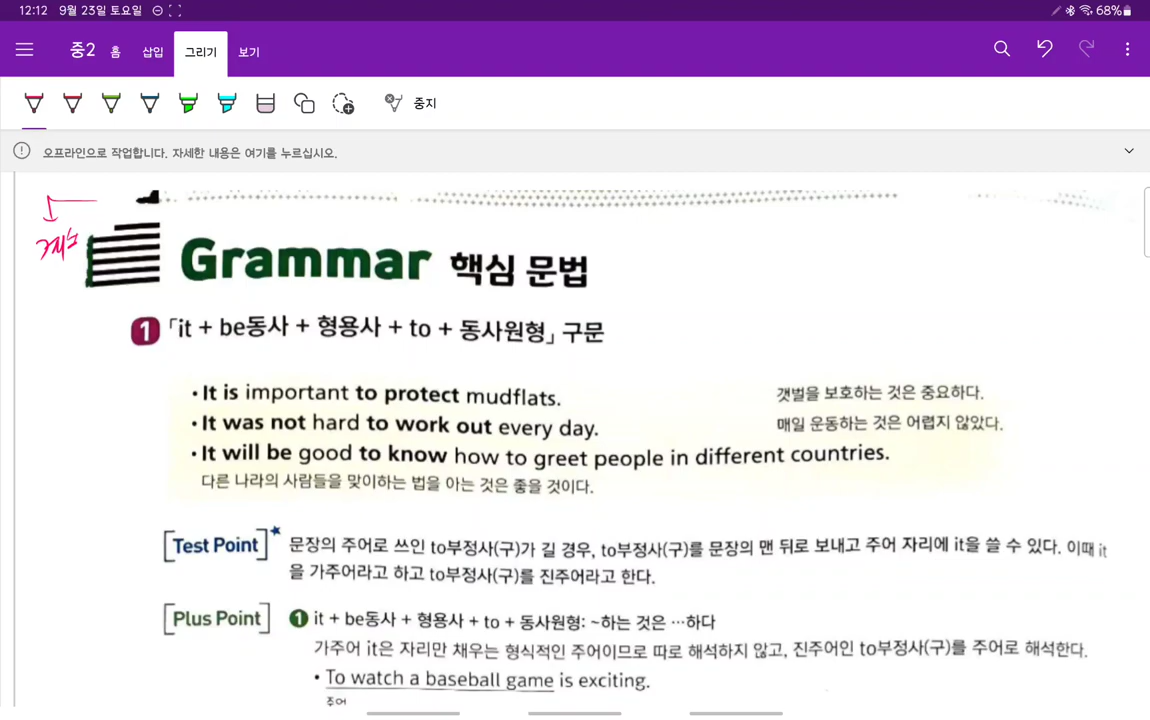 12:12 9월 23일 토요일 68%
중2 홈 삽입 그리기 보기
중지
오프라인으로 작업합니다. 자세한 내용은 여기를 누르십시오.
Grammar 핵심 문법
1 「it + be동사 + 형용사 + to + 동사원형」 구문
• It is important to protect mudflats. 갯벌을 보호하는 것은 중요하다.
• It was not hard to work out every day. 매일 운동하는 것은 어렵지 않았다.
• It will be good to know how to greet people in different countries.
다른 나라의 사람들을 맞이하는 법을 아는 것은 좋을 것이다.
[Test Point]★ 문장의 주어로 쓰인 to부정사(구)가 길 경우, to부정사(구)를 문장의 맨 뒤로 보내고 주어 자리에 it을 쓸 수 있다. 이때 it
을 가주어라고 하고 to부정사(구)를 진주어라고 한다.
[Plus Point] 1 it + be동사 + 형용사 + to + 동사원형: ~하는 것은 …하다
가주어 it은 자리만 채우는 형식적인 주어이므로 따로 해석하지 않고, 진주어인 to부정사(구)를 주어로 해석한다.
• To watch a baseball game is exciting.
주어